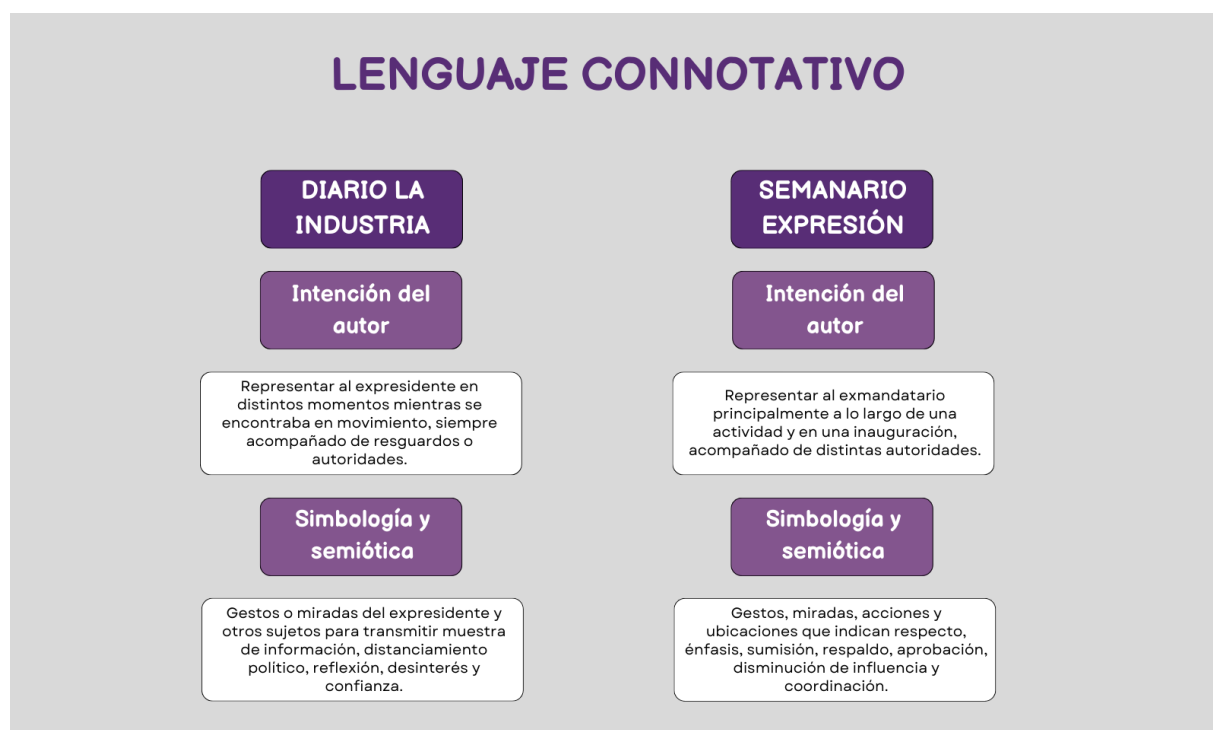 LENGUAJE CONNOTATIVO
DIARIO LA
INDUSTRIA
Intención del
autor
Representar al expresidente en
distintos momentos mientras se
encontraba en movimiento, siempre
acompañado de resguardos o
autoridades.
Simbología y
semiótica
Gestos o miradas del expresidente y
otros sujetos para transmitir muestra
de información, distanciamiento
político, reflexión, desinterés y
confianza.
SEMANARIO
EXPRESIÓN
Intención del
autor
Representar al exmandatario
principalmente a lo largo de una
actividad y en una inauguración,
acompañado de distintas autoridades.
Simbología y
semiótica
Gestos, miradas, acciones y
ubicaciones que indican respecto,
énfasis, sumisión, respaldo, aprobación,
disminución de influencia y
coordinación.